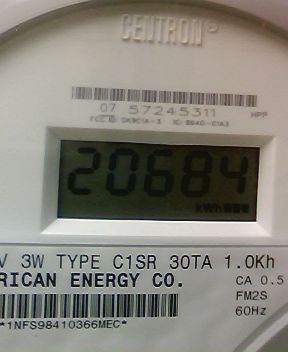 CENTRON
07 57245311 HPP
20684
kWh
V 3W TYPE C1SR 30TA 1.0Kh
RICAN ENERGY CO.
CA 0.5
FM2S
60Hz
*1NFS98410366MEC*